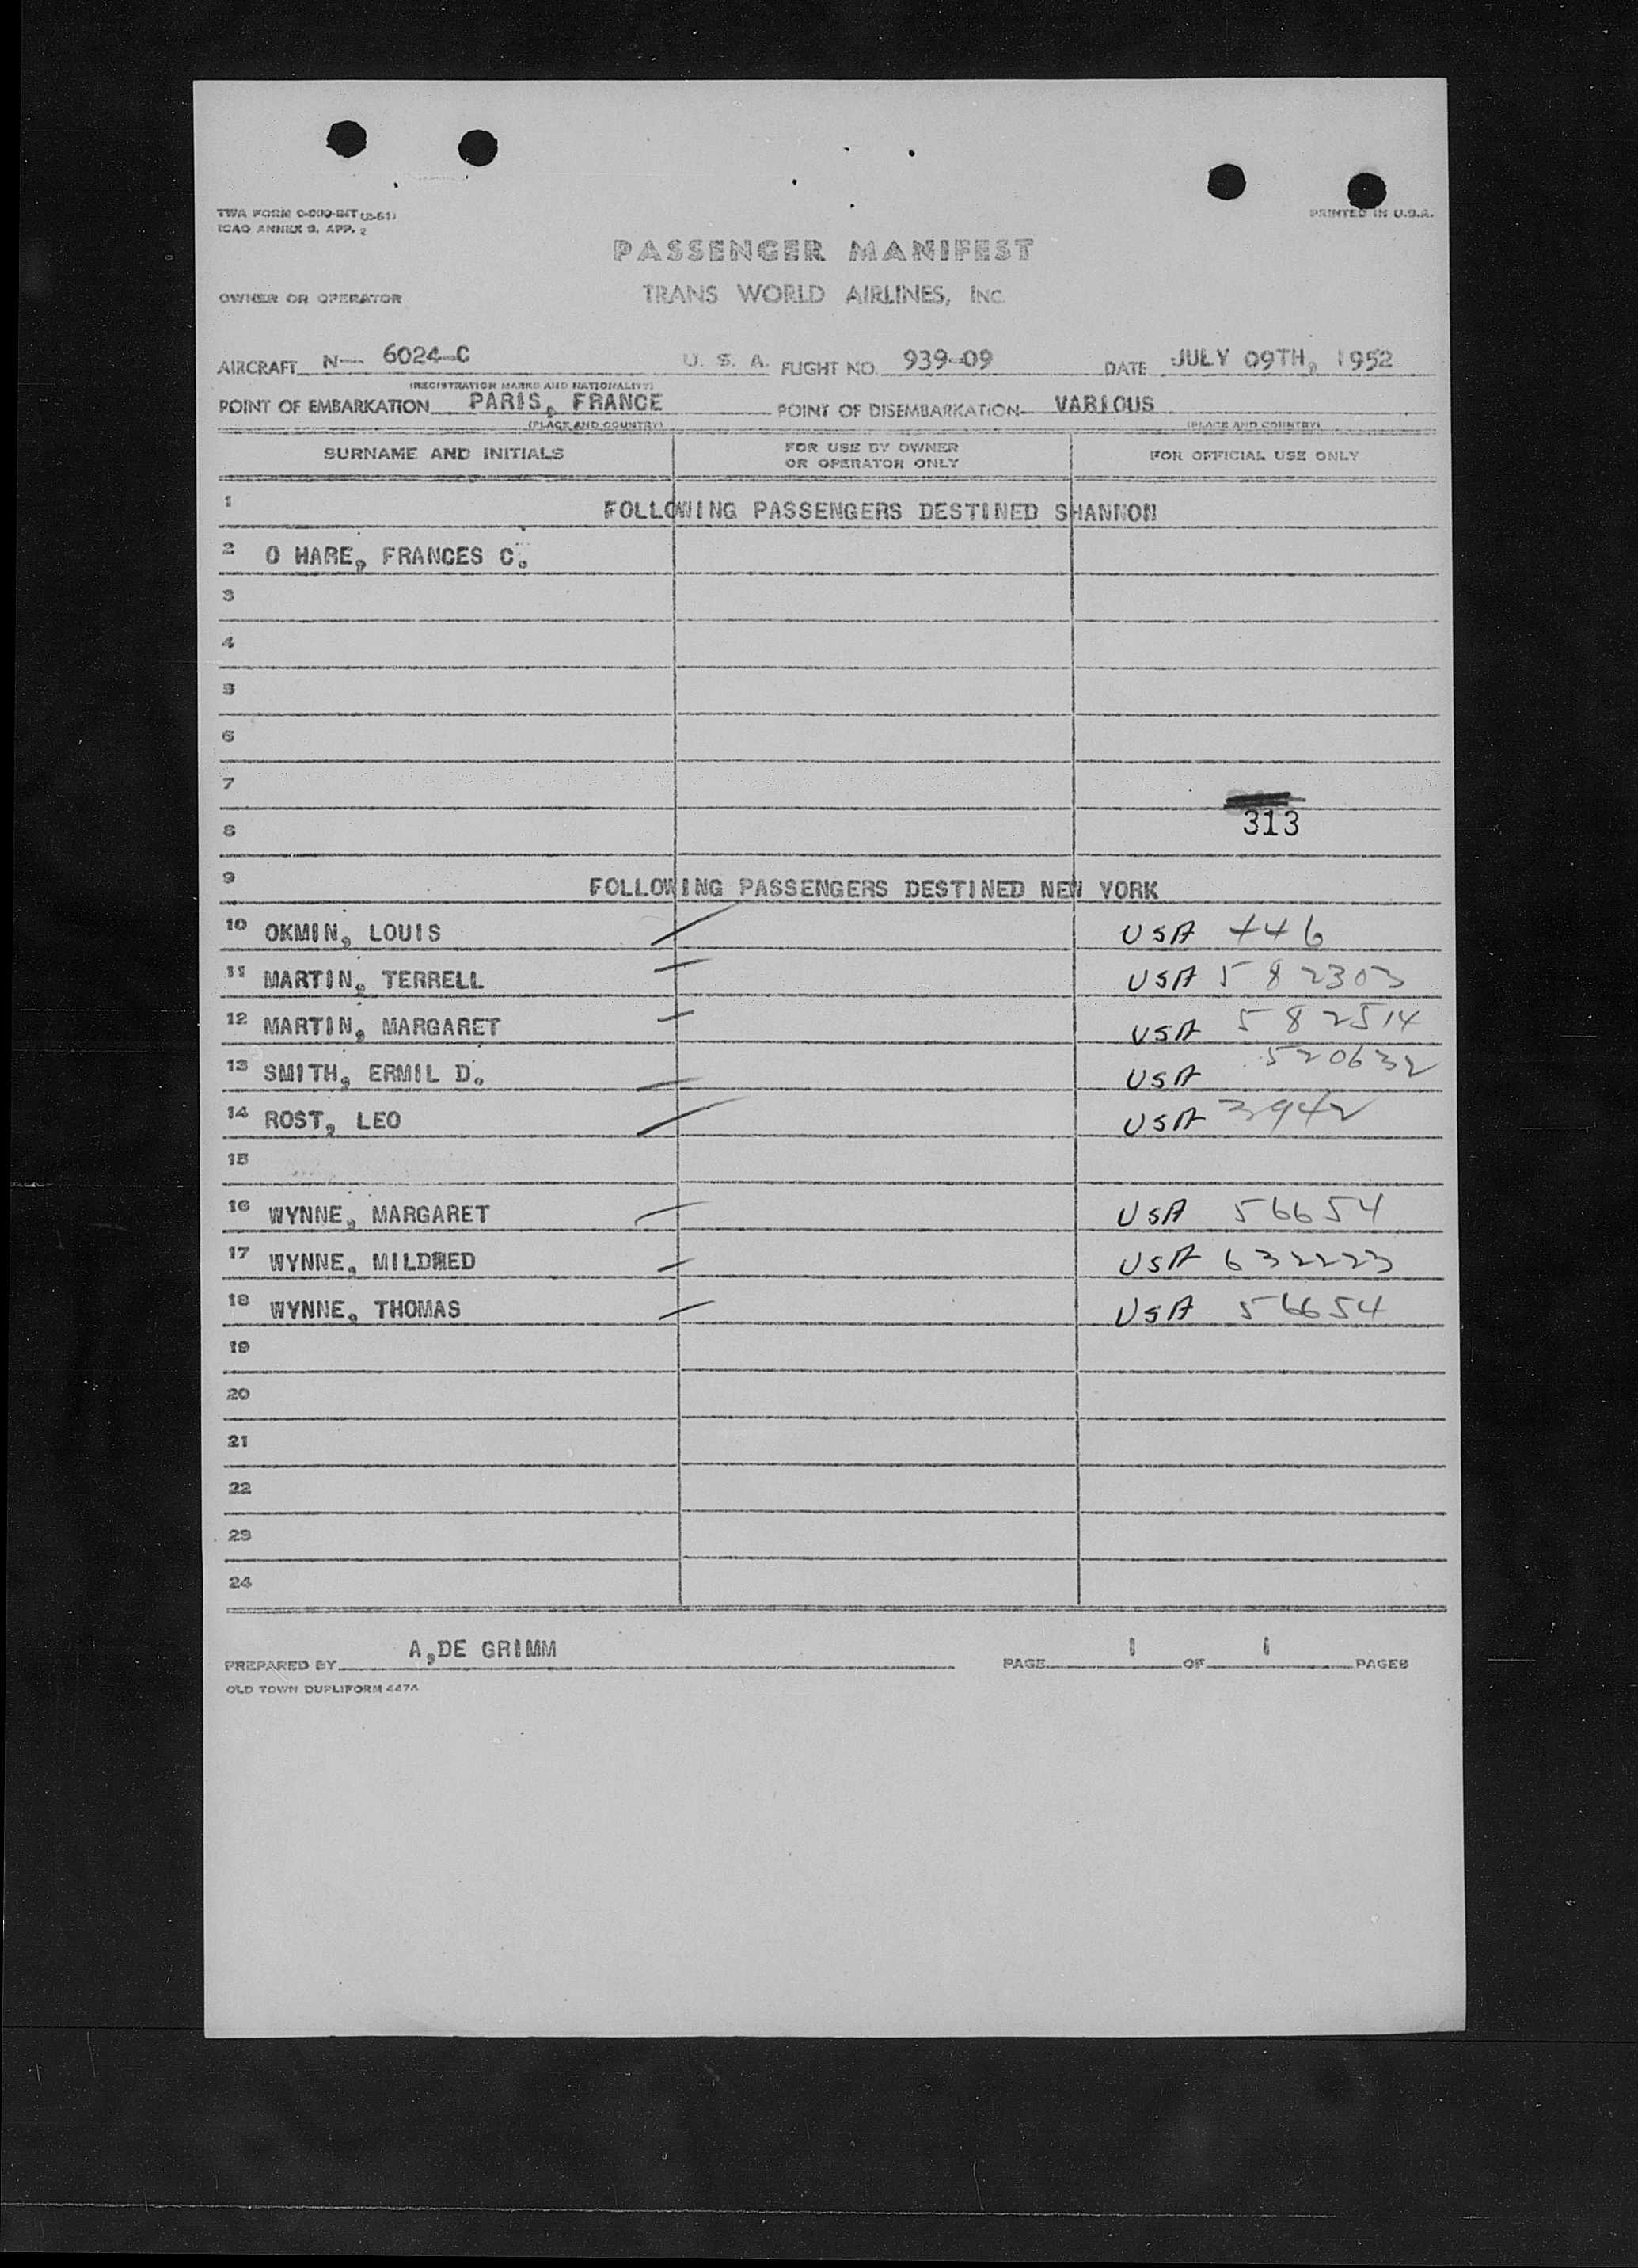 TWA FORM O-800-INT (3-51)
ICAO ANNEX 9, APP. 2
PRINTED IN U.S.A.
PASSENGER MANIFEST
OWNER OR OPERATOR TRANS WORLD AIRLINES, INC
AIRCRAFT N— 6024-C U. S. A. FLIGHT NO. 939-09 DATE JULY 09TH, 1952
(REGISTRATION MARKS AND NATIONALITY)
POINT OF EMBARKATION PARIS, FRANCE POINT OF DISEMBARKATION VARIOUS
(PLACE AND COUNTRY) (PLACE AND COUNTRY)
SURNAME AND INITIALS FOR USE BY OWNER OR OPERATOR ONLY FOR OFFICIAL USE ONLY
1 FOLLOWING PASSENGERS DESTINED SHANNON
2 O HARE, FRANCES C.
3
4
5
6
7
8 313
9 FOLLOWING PASSENGERS DESTINED NEW YORK
10 OKMIN, LOUIS USA 446
11 MARTIN, TERRELL USA 582303
12 MARTIN, MARGARET USA 582514
13 SMITH, ERMIL D. USA 520632
14 ROST, LEO USA 3942
15
16 WYNNE, MARGARET USA 56654
17 WYNNE, MILDRED USA 632223
18 WYNNE, THOMAS USA 56654
19
20
21
22
23
24
PREPARED BY A,DE GRIMM PAGE 1 OF 1 PAGES
OLD TOWN DUPLIFORM 447A